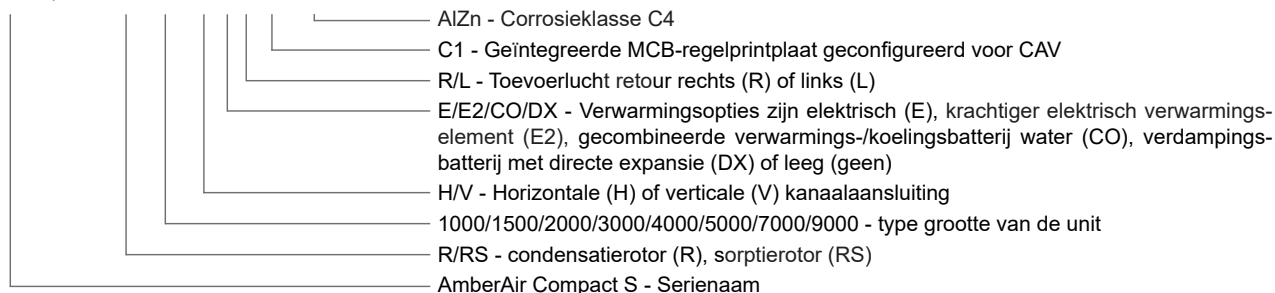 AlZn - Corrosieklasse C4
C1 - Geïntegreerde MCB-regelprintplaat geconfigureerd voor CAV
R/L - Toevoerlucht retour rechts (R) of links (L)
E/E2/CO/DX - Verwarmingsopties zijn elektrisch (E), krachtiger elektrisch verwarmings-
element (E2), gecombineerde verwarmings-/koelingsbatterij water (CO), verdampings-
batterij met directe expansie (DX) of leeg (geen)
H/V - Horizontale (H) of verticale (V) kanaalaansluiting
1000/1500/2000/3000/4000/5000/7000/9000 - type grootte van de unit
R/RS - condensatierotor (R), sorptierotor (RS)
AmberAir Compact S - Serienaam